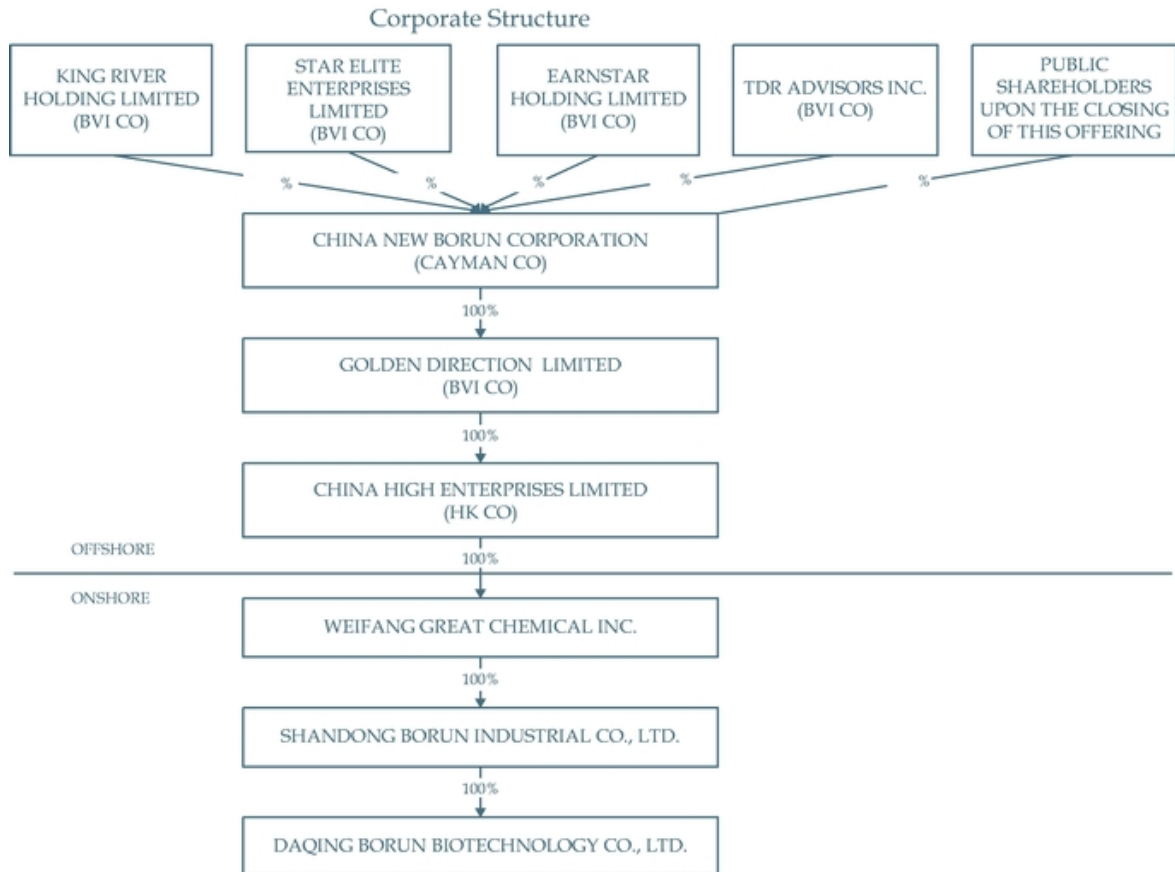 Corporate Structure
KING RIVER
HOLDING LIMITED
(BVI CO)
STAR ELITE
ENTERPRISES
LIMITED
(BVI CO)
EARNSTAR
HOLDING LIMITED
(BVI CO)
TDR ADVISORS INC.
(BVI CO)
PUBLIC
SHAREHOLDERS
UPON THE CLOSING
OF THIS OFFERING
%
%
%
%
%
CHINA NEW BORUN CORPORATION
(CAYMAN CO)
100%
GOLDEN DIRECTION LIMITED
(BVI CO)
100%
CHINA HIGH ENTERPRISES LIMITED
(HK CO)
OFFSHORE
100%
ONSHORE
WEIFANG GREAT CHEMICAL INC.
100%
SHANDONG BORUN INDUSTRIAL CO., LTD.
100%
DAQING BORUN BIOTECHNOLOGY CO., LTD.